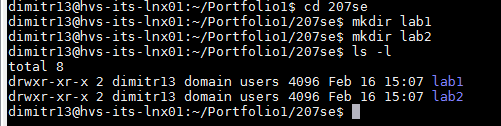 dimitr13@hvs-its-lnx01:~/Portfolio1$ cd 207se
dimitr13@hvs-its-lnx01:~/Portfolio1/207se$ mkdir lab1
dimitr13@hvs-its-lnx01:~/Portfolio1/207se$ mkdir lab2
dimitr13@hvs-its-lnx01:~/Portfolio1/207se$ ls -l
total 8
drwxr-xr-x 2 dimitr13 domain users 4096 Feb 16 15:07 lab1
drwxr-xr-x 2 dimitr13 domain users 4096 Feb 16 15:07 lab2
dimitr13@hvs-its-lnx01:~/Portfolio1/207se$